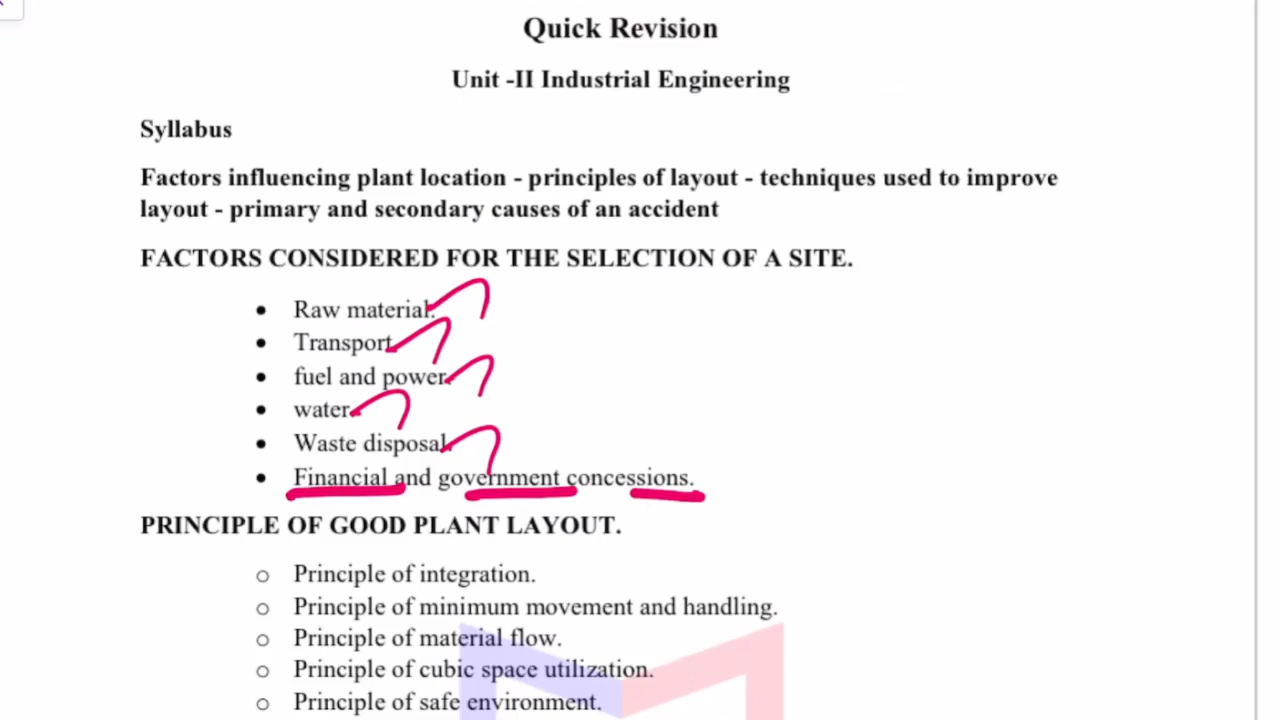 Quick Revision
Unit -II Industrial Engineering
Syllabus
Factors influencing plant location - principles of layout - techniques used to improve
layout - primary and secondary causes of an accident
FACTORS CONSIDERED FOR THE SELECTION OF A SITE.
• Raw material.
• Transport
• fuel and power
• water
• Waste disposal
• Financial and government concessions.
PRINCIPLE OF GOOD PLANT LAYOUT.
o Principle of integration.
o Principle of minimum movement and handling.
o Principle of material flow.
o Principle of cubic space utilization.
o Principle of safe environment.